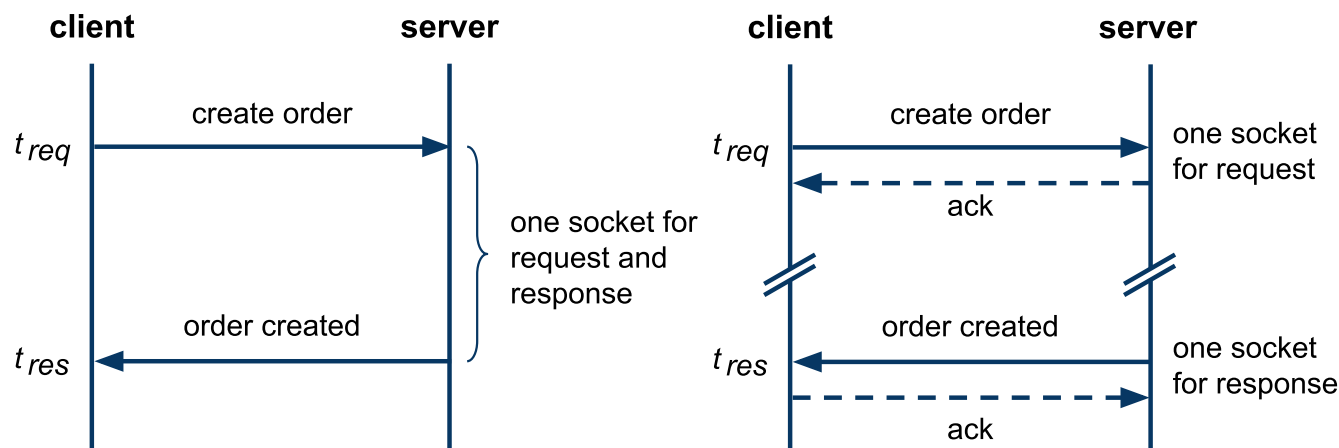 client
server
create order
t req
one socket for
request and
response
order created
t res
client
server
create order
t req
one socket
for request
ack
order created
t res
one socket
for response
ack